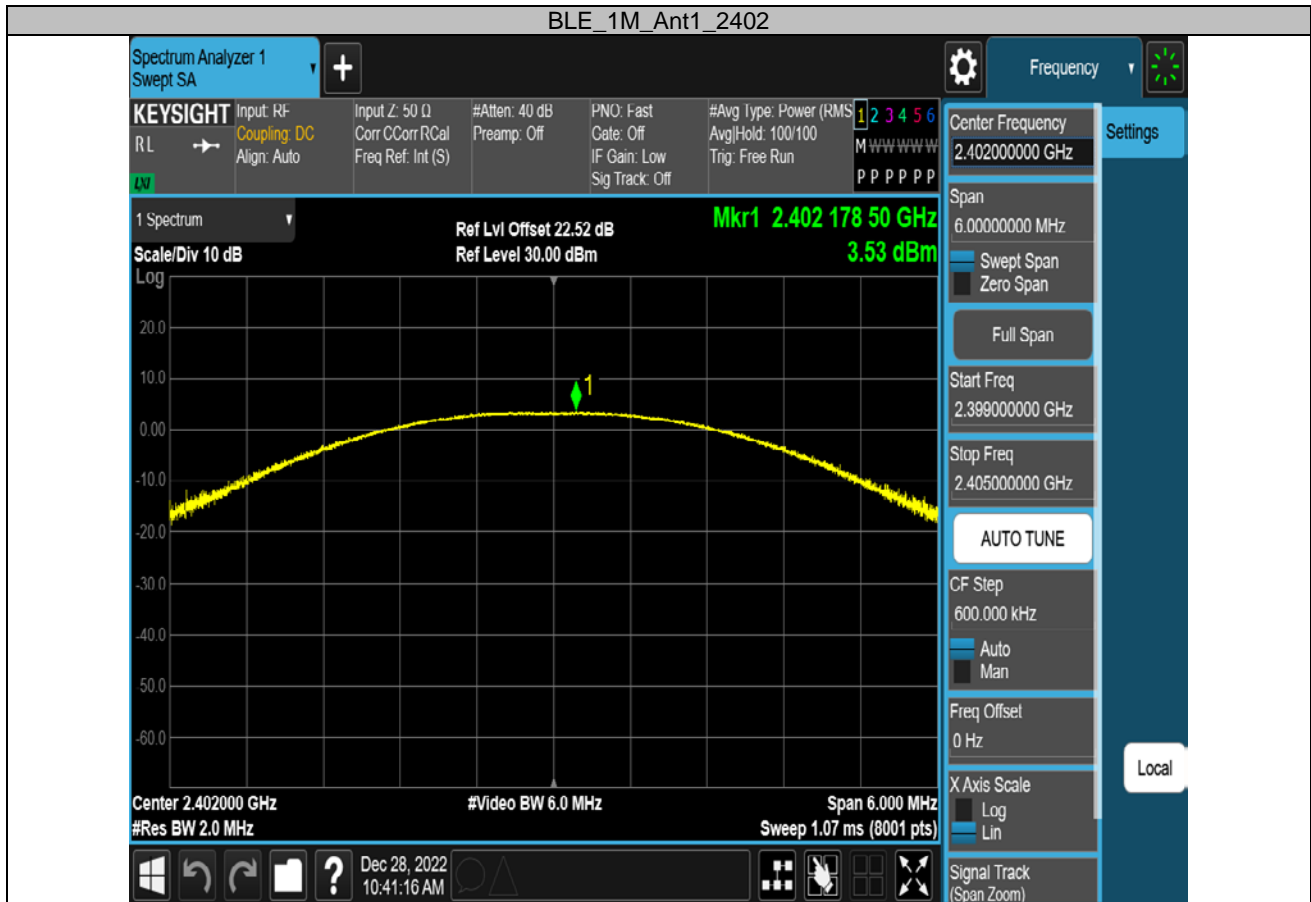 BLE_1M_Ant1_2402
Spectrum Analyzer 1
Swept SA
Frequency
KEYSIGHT
RL
LXI
Input: RF
Coupling: DC
Align: Auto
Input Z: 50 Ω
Corr CCorr RCal
Freq Ref: Int (S)
#Atten: 40 dB
Preamp: Off
PNO: Fast
Gate: Off
IF Gain: Low
Sig Track: Off
#Avg Type: Power (RMS
Avg|Hold: 100/100
Trig: Free Run
1 2 3 4 5 6
M W W W W W
P P P P P P
1 Spectrum
Scale/Div 10 dB
Ref Lvl Offset 22.52 dB
Ref Level 30.00 dBm
Mkr1 2.402 178 50 GHz
3.53 dBm
Log
20.0
10.0
0.00
-10.0
-20.0
-30.0
-40.0
-50.0
-60.0
1
Center 2.402000 GHz
#Res BW 2.0 MHz
#Video BW 6.0 MHz
Span 6.000 MHz
Sweep 1.07 ms (8001 pts)
?
Dec 28, 2022
10:41:16 AM
Center Frequency
2.402000000 GHz
Settings
Span
6.00000000 MHz
Swept Span
Zero Span
Full Span
Start Freq
2.399000000 GHz
Stop Freq
2.405000000 GHz
AUTO TUNE
CF Step
600.000 kHz
Auto
Man
Freq Offset
0 Hz
X Axis Scale
Log
Lin
Local
Signal Track
(Span Zoom)